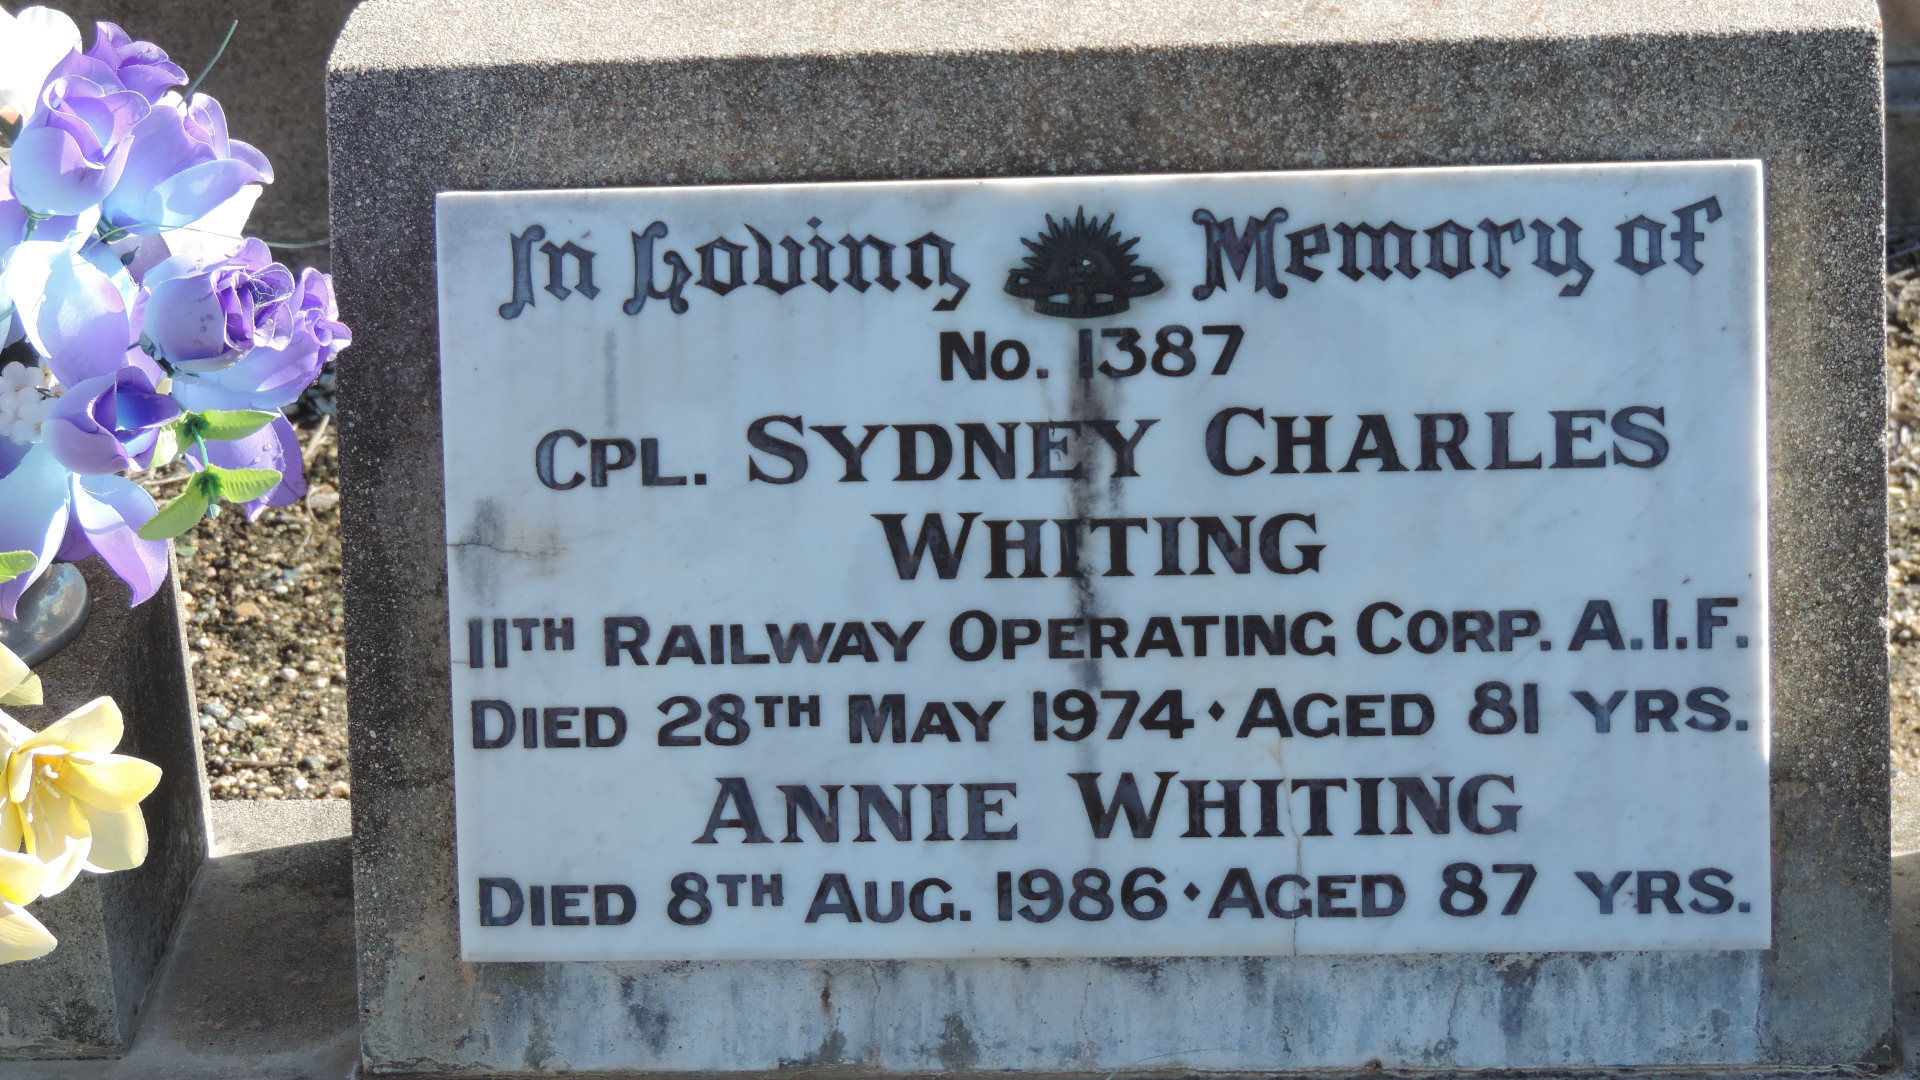 In Loving Memory of
No. 1387
CPL. SYDNEY CHARLES
WHITING
11TH RAILWAY OPERATING CORP. A.I.F.
DIED 28TH MAY 1974 · AGED 81 YRS.
ANNIE WHITING
DIED 8TH AUG. 1986 · AGED 87 YRS.